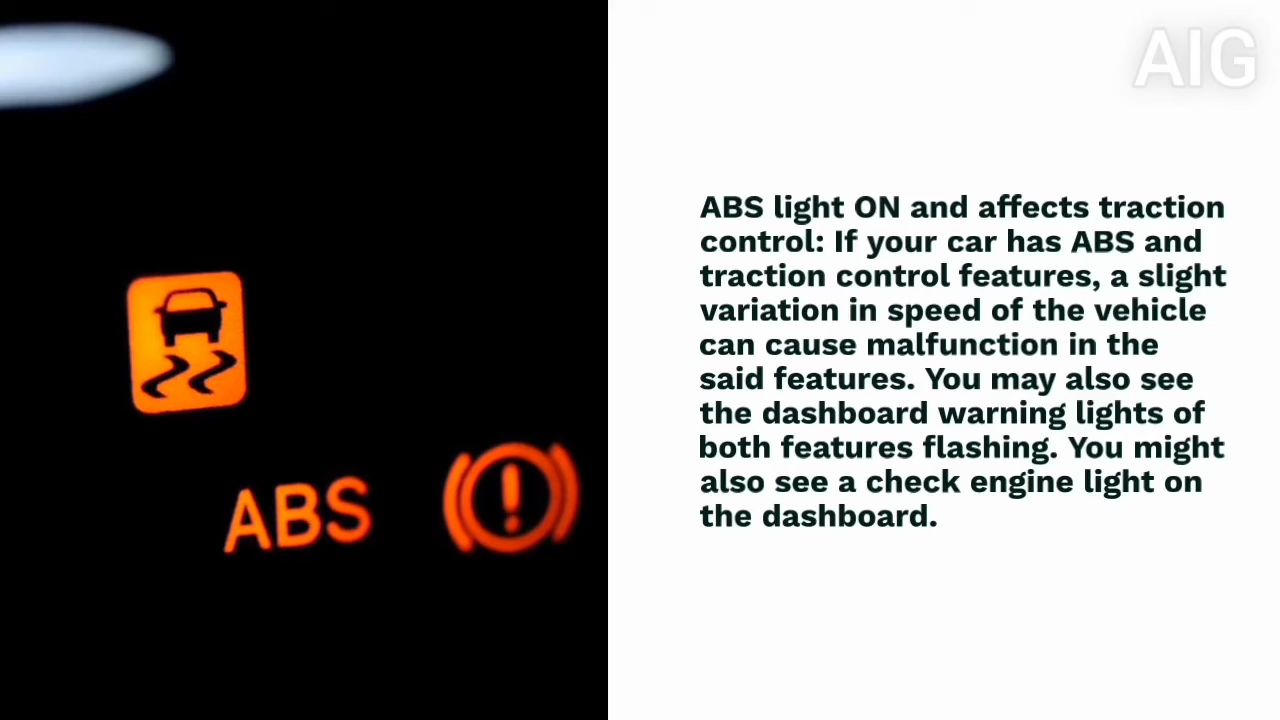 AIG
ABS light ON and affects traction
control: If your car has ABS and
traction control features, a slight
variation in speed of the vehicle
can cause malfunction in the
said features. You may also see
the dashboard warning lights of
both features flashing. You might
also see a check engine light on
the dashboard.
ABS